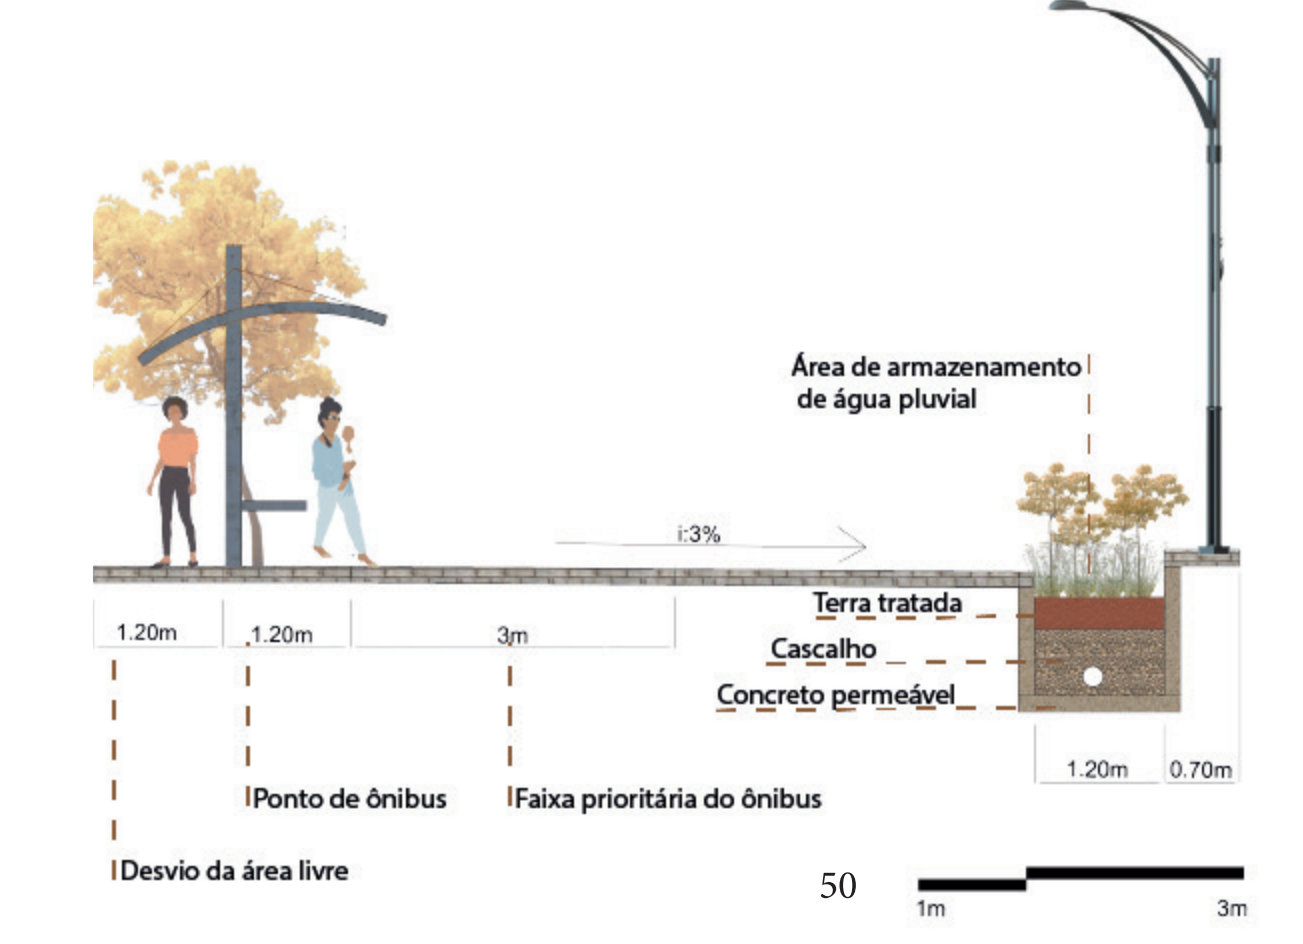 Área de armazenamento
de água pluvial
i:3%
Terra tratada
1.20m
1.20m
3m
Cascalho
Concreto permeável
1.20m
0.70m
Ponto de ônibus
Faixa prioritária do ônibus
Desvio da área livre
50
1m
3m